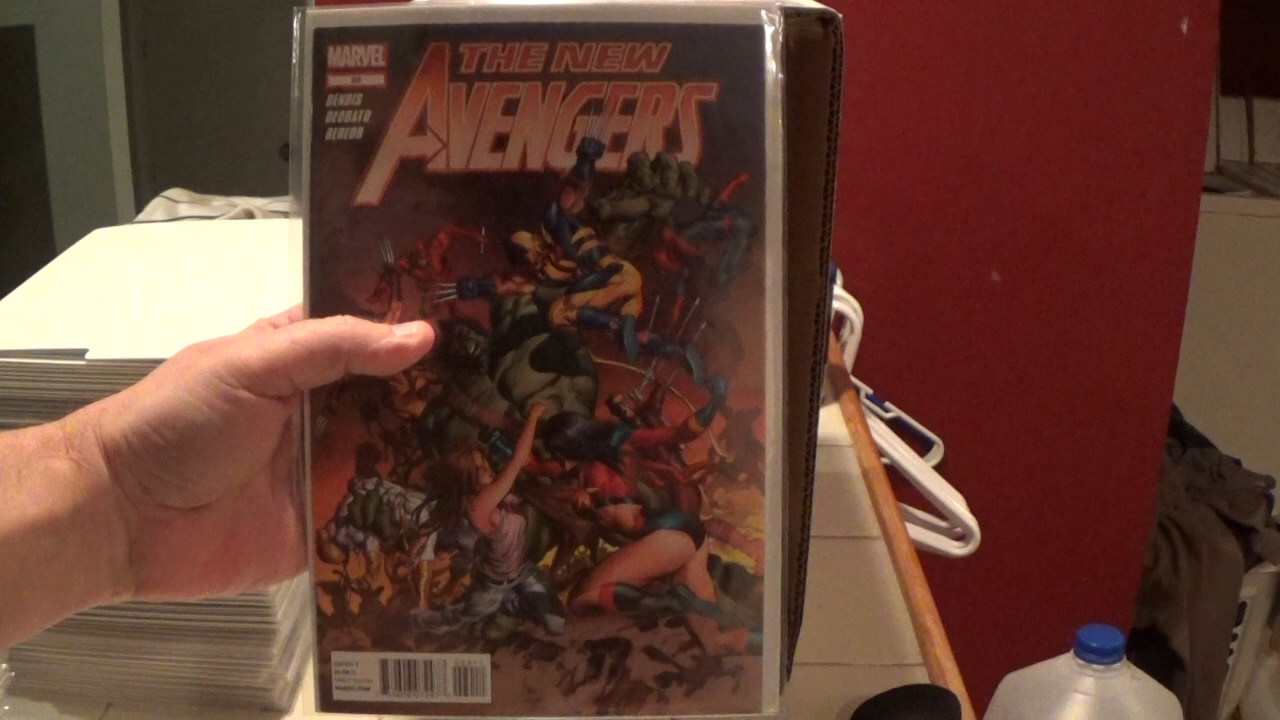 MARVEL
THE NEW
AVENGERS
BENDIS
DEODATO
BEREDO